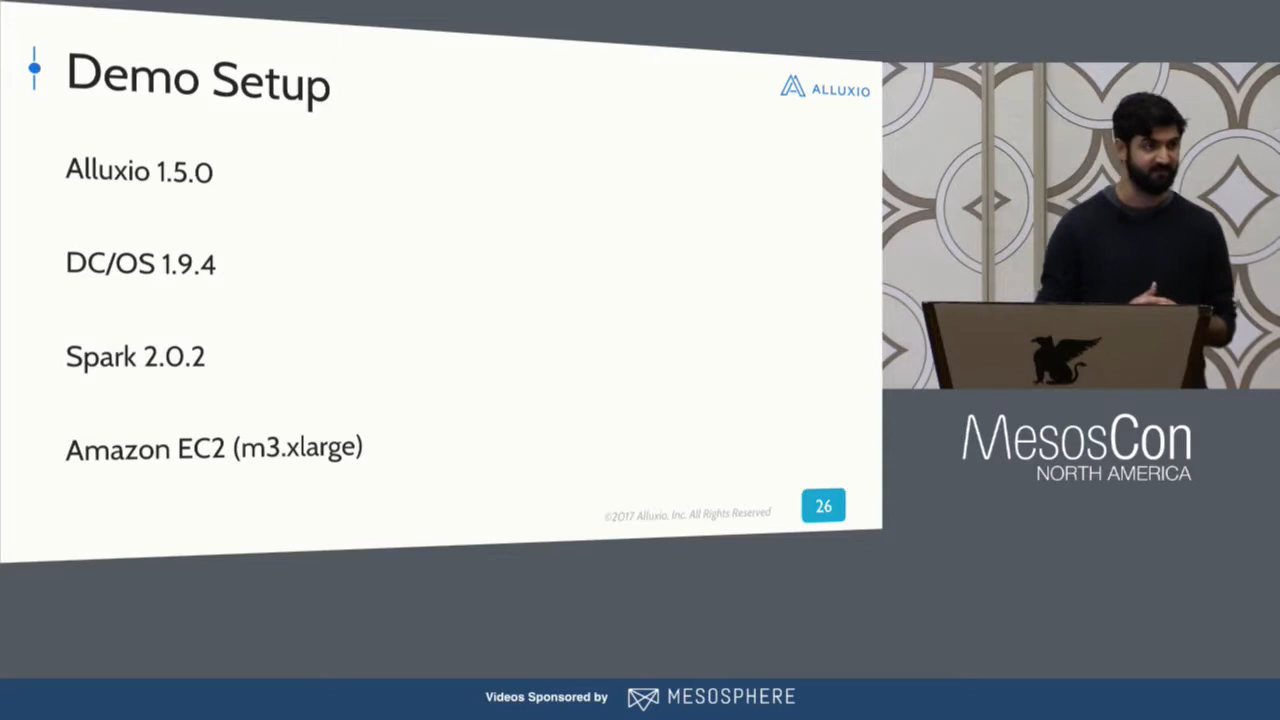 Demo Setup
ALLUXIO
Alluxio 1.5.0
DC/OS 1.9.4
Spark 2.0.2
Amazon EC2 (m3.xlarge)
©2017 Alluxio, Inc. All Rights Reserved
26
MesosCon
NORTH AMERICA
Videos Sponsored by MESOSPHERE